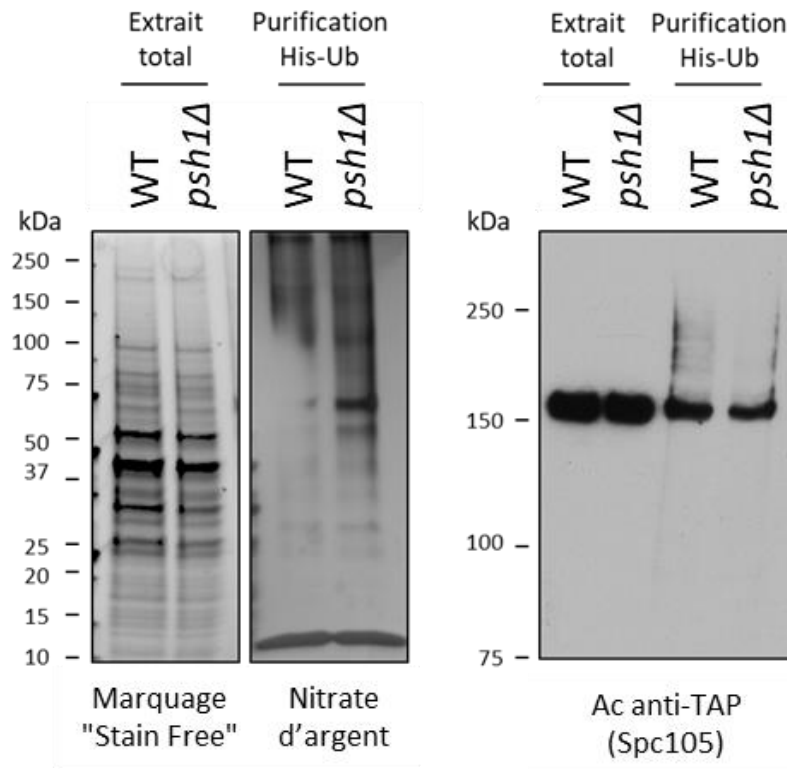 Extrait
total
Purification
His-Ub
WT
psh1Δ
WT
psh1Δ
kDa
250
150
100
75
50
37
25
20
15
10
Marquage
"Stain Free"
Nitrate
d'argent
Extrait
total
Purification
His-Ub
WT
psh1Δ
WT
psh1Δ
kDa
250
150
100
75
Ac anti-TAP
(Spc105)